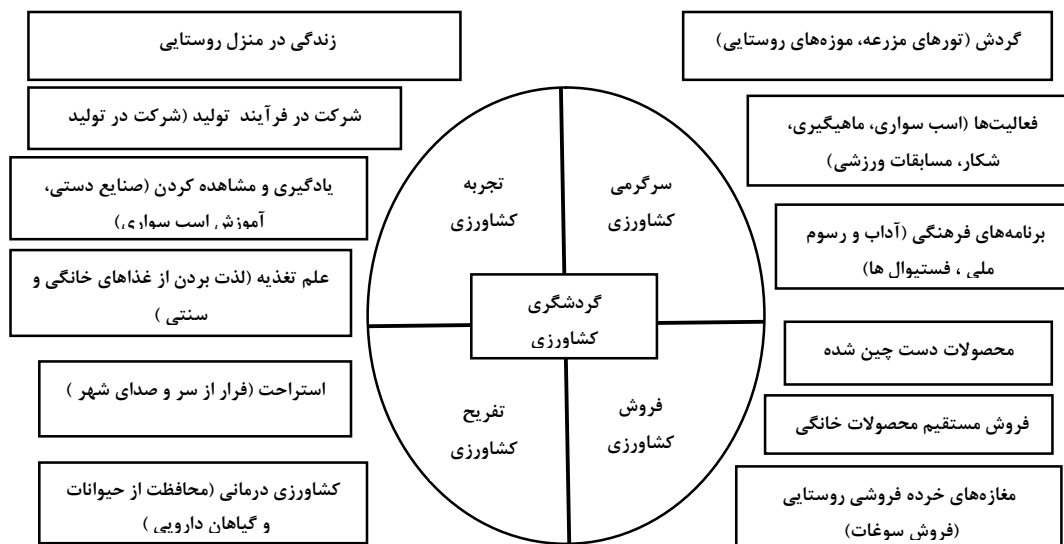 گردش (تورهای مزرعه، موزه‌های روستایی)
فعالیت‌ها (اسب سواری، ماهیگیری،
شکار، مسابقات ورزشی)
برنامه‌های فرهنگی (آداب و رسوم
ملی ، فستیوال ها)
محصولات دست چین شده
فروش مستقیم محصولات خانگی
مغازه‌های خرده فروشی روستایی
(فروش سوغات)
سرگرمی
کشاورزی
تجربه
کشاورزی
گردشگری
کشاورزی
فروش
کشاورزی
تفریح
کشاورزی
زندگی در منزل روستایی
شرکت در فرآیند تولید (شرکت در تولید
یادگیری و مشاهده کردن (صنایع دستی،
آموزش اسب سواری)
علم تغذیه (لذت بردن از غذاهای خانگی و
سنتی )
استراحت (فرار از سر و صدای شهر )
کشاورزی درمانی (محافظت از حیوانات
و گیاهان دارویی )